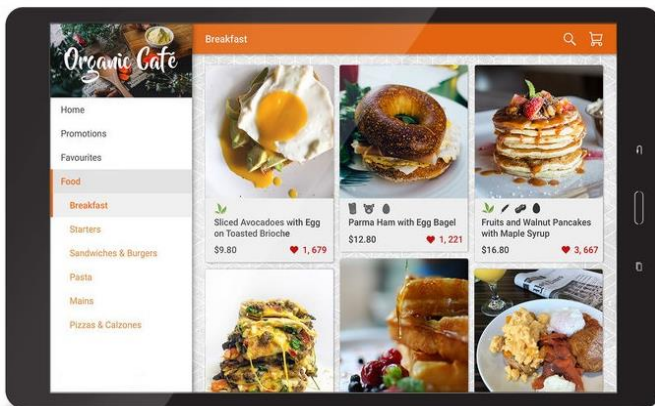 Organic Café
Home
Promotions
Favourites
Food
Breakfast
Starters
Sandwiches & Burgers
Pasta
Mains
Pizzas & Calzones
Breakfast
Sliced Avocadoes with Egg
on Toasted Brioche
$9.80
1,679
Parma Ham with Egg Bagel
$12.80
1,221
Fruits and Walnut Pancakes
with Maple Syrup
$16.80
3,667